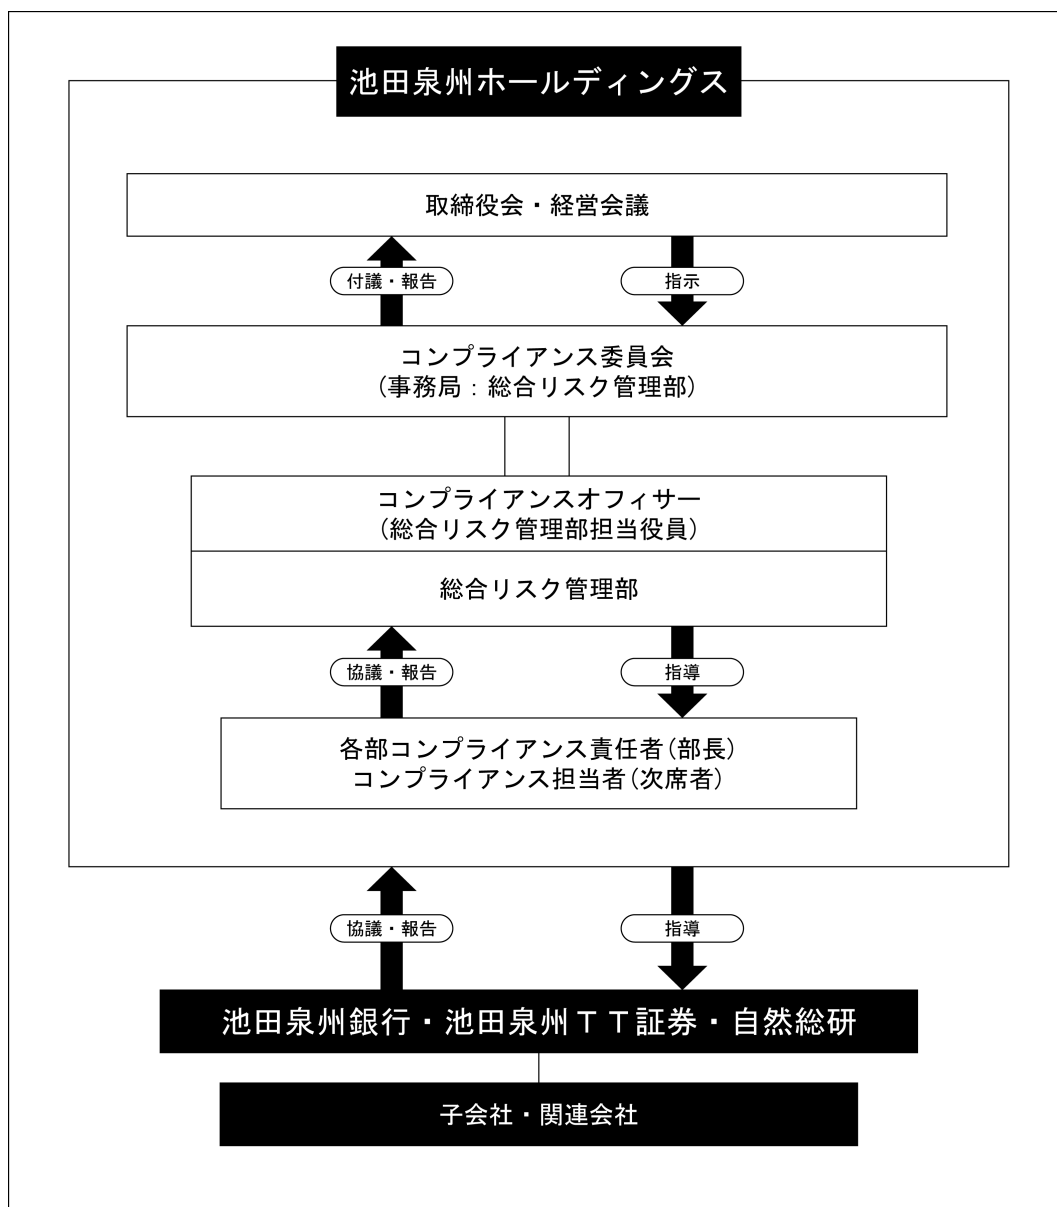 池田泉州ホールディングス
取締役会・経営会議
付議・報告
指示
コンプライアンス委員会
(事務局：総合リスク管理部)
コンプライアンスオフィサー
(総合リスク管理部担当役員)
総合リスク管理部
協議・報告
指導
各部コンプライアンス責任者(部長)
コンプライアンス担当者(次席者)
協議・報告
指導
池田泉州銀行・池田泉州ＴＴ証券・自然総研
子会社・関連会社